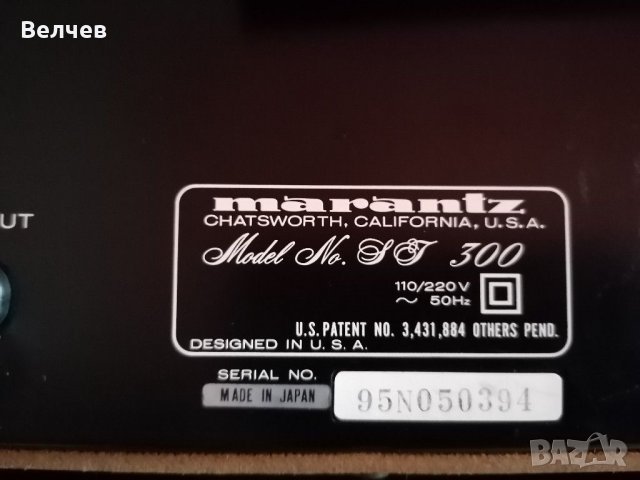 Велчев
UT
marantz
CHATSWORTH, CALIFORNIA, U.S.A.
Model No. ST 300
110/220V
~ 50Hz
U.S. PATENT NO. 3,431,884 OTHERS PEND.
DESIGNED IN U.S.A.
SERIAL NO.
MADE IN JAPAN
95N050394
BAZAR